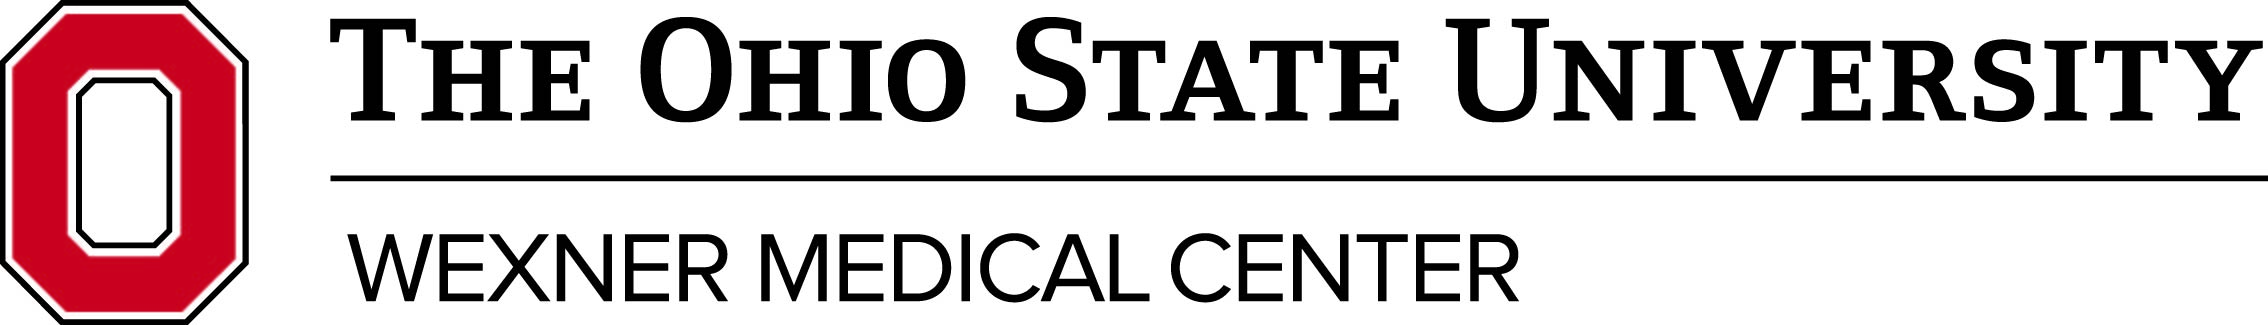 THE OHIO STATE UNIVERSITY
WEXNER MEDICAL CENTER